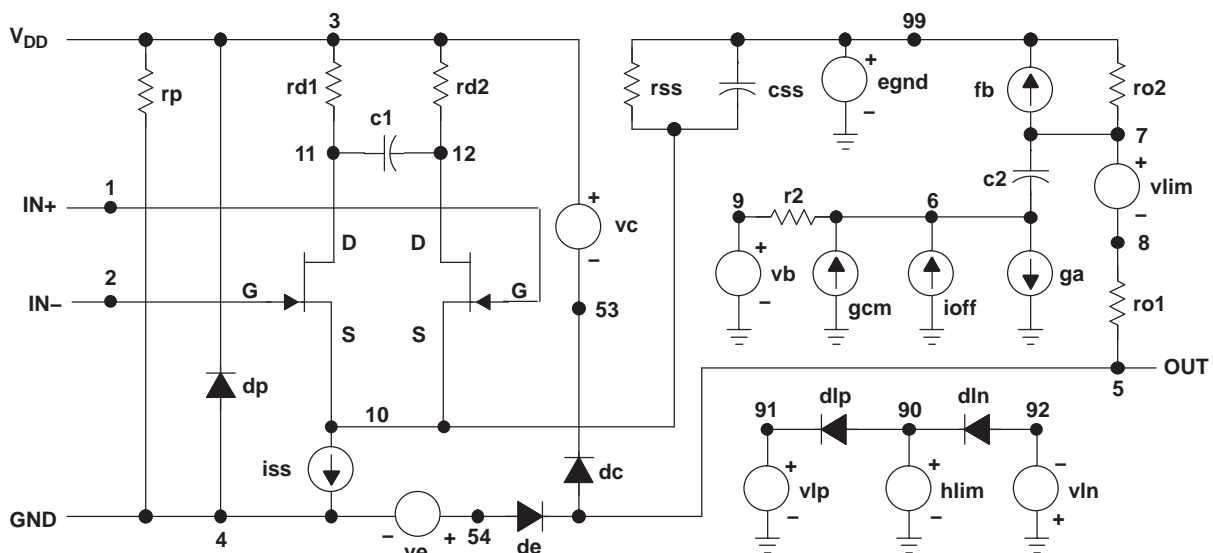 3
99
VDD
rp
rd1
rd2
c1
11
12
rss
css
egnd
fb
ro2
7
c2
vlim
8
ro1
1
IN+
2
IN–
D
D
G
G
S
S
vc
53
9
r2
6
vb
gcm
ioff
ga
OUT
5
dp
10
iss
dc
GND
4
ve
54
de
91
dlp
90
dln
92
vlp
hlim
vln